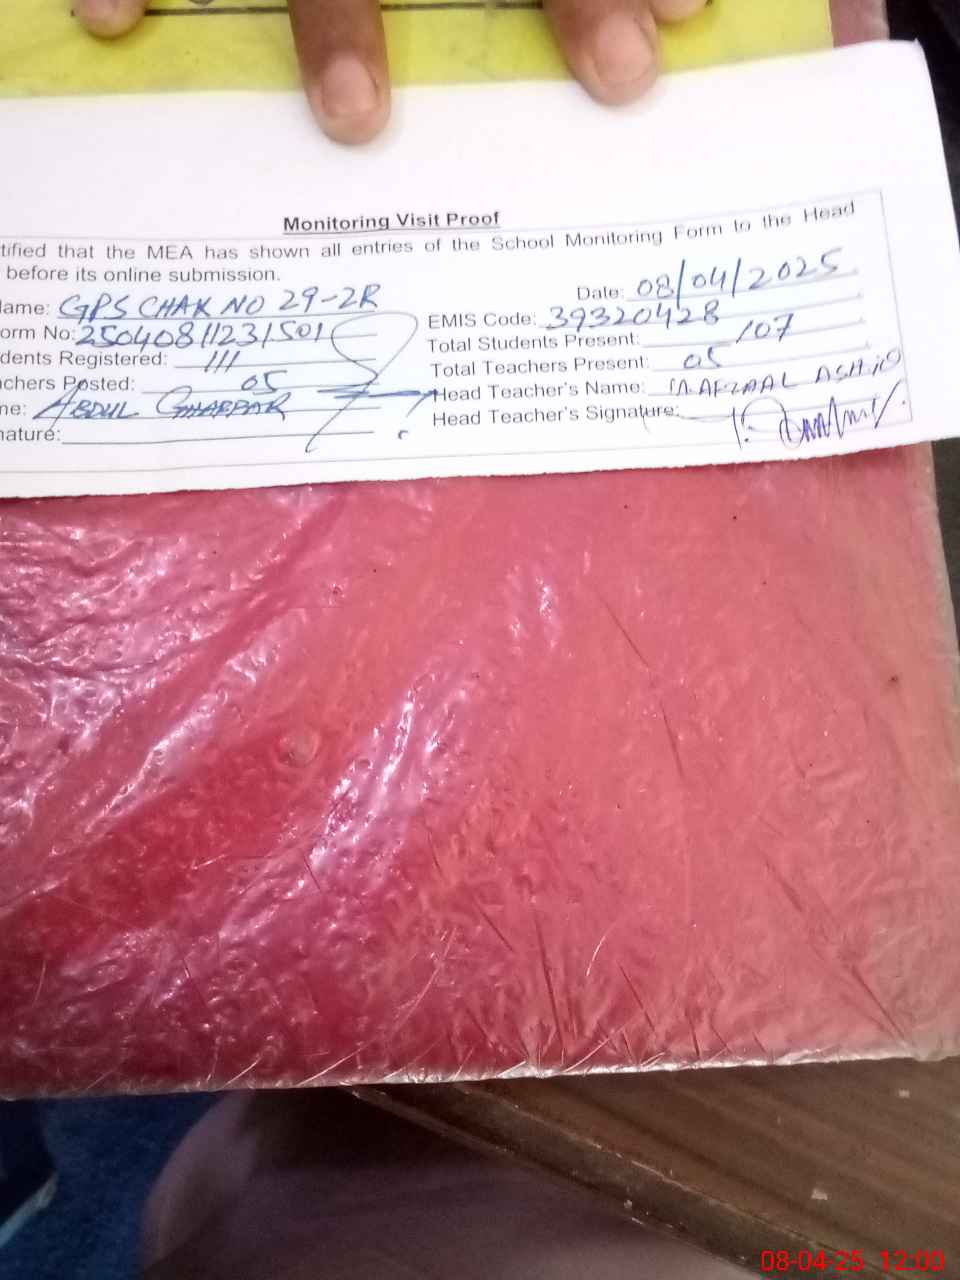 Monitoring Visit Proof
tified that the MEA has shown all entries of the School Monitoring Form to the Head
before its online submission.
ame: GPS CHAK NO 29-2R
Date: 08/04/2025
orm No: 25040811231501
EMIS Code: 39320428
dents Registered: 111
Total Students Present: 107
chers Posted: 05
Total Teachers Present: 05
ne: ABDUL GHAFFAR
Head Teacher's Name: M. AFZAAL
nature:
Head Teacher's Signature:
08-04-25 12:00